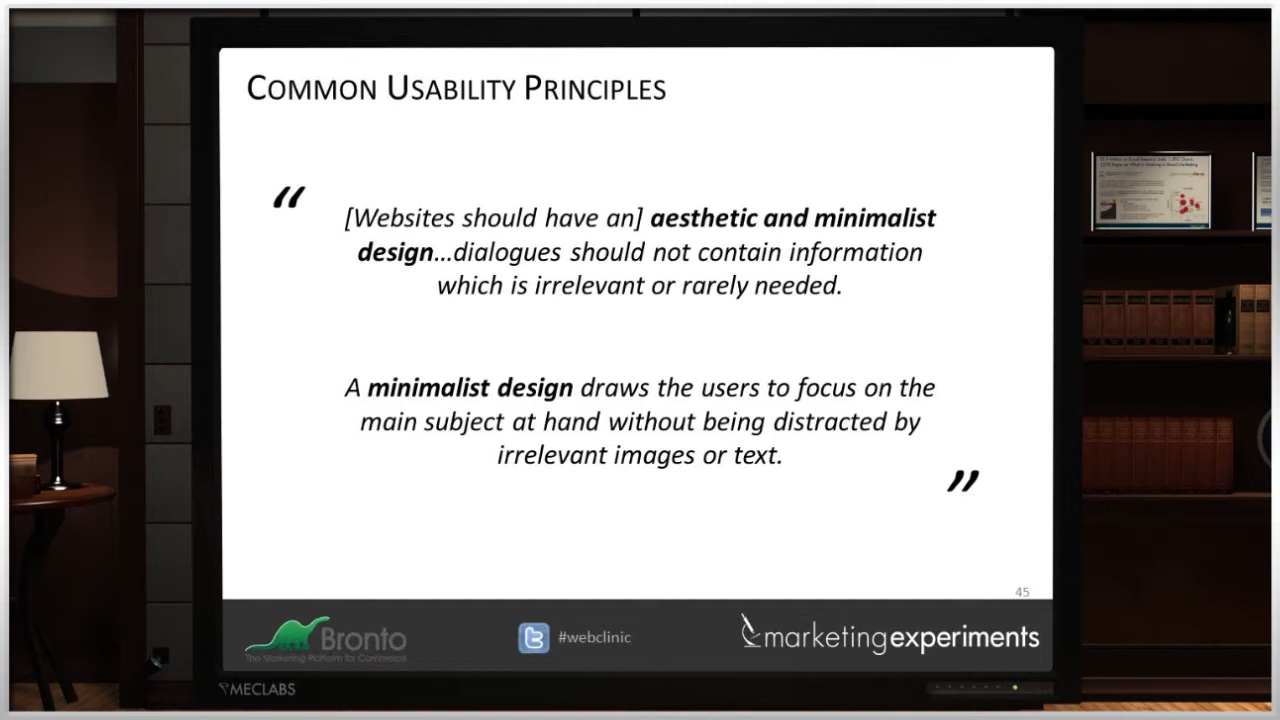 COMMON USABILITY PRINCIPLES
“
[Websites should have an] aesthetic and minimalist
design…dialogues should not contain information
which is irrelevant or rarely needed.
A minimalist design draws the users to focus on the
main subject at hand without being distracted by
irrelevant images or text.
”
45
Bronto
The Marketing Platform for Commerce
#webclinic
marketingexperiments
MECLABS